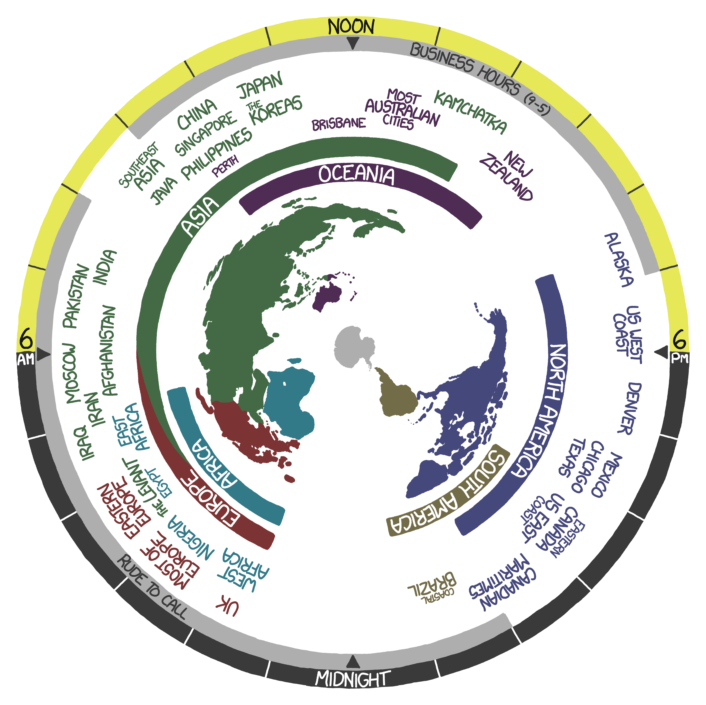 NOON
BUSINESS HOURS (9-5)
JAPAN
CHINA
THE
KOREAS
SINGAPORE
MOST
AUSTRALIAN
CITIES
KAMCHATKA
BRISBANE
SOUTHEAST
ASIA
PHILIPPINES
JAVA
PERTH
NEW
ZEALAND
OCEANIA
ASIA
ALASKA
INDIA
PAKISTAN
US WEST
COAST
6
AM
6
PM
AFGHANISTAN
MOSCOW
IRAN
IRAQ
NORTH AMERICA
DENVER
EAST
AFRICA
MEXICO
CHICAGO
TEXAS
THE LEVANT
EGYPT
EASTERN
EUROPE
AFRICA
EUROPE
SOUTH AMERICA
US EAST
COAST
EASTERN
CANADA
NIGERIA
MOST OF
EUROPE
WEST
AFRICA
UK
COASTAL
BRAZIL
CANADIAN
MARITIMES
RUDE TO CALL
MIDNIGHT